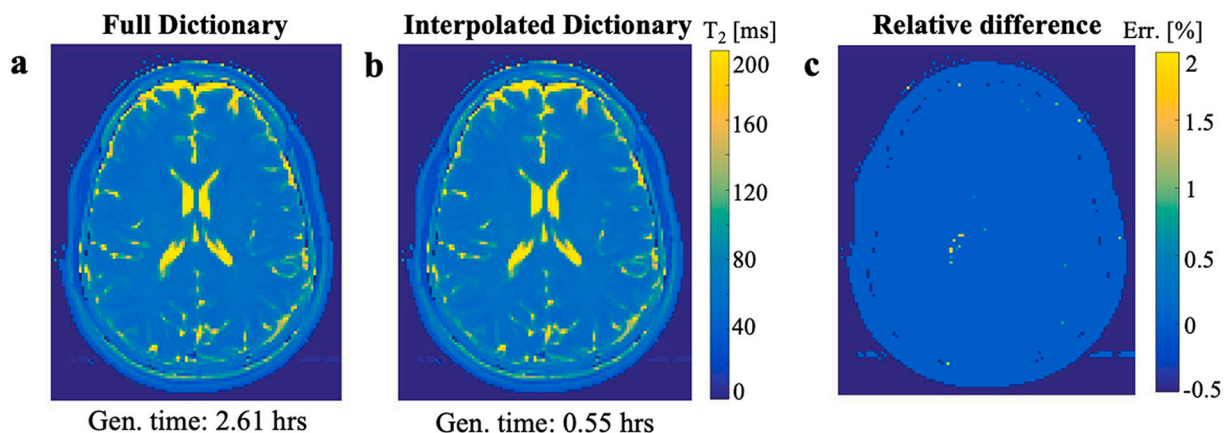 Full Dictionary
Interpolated Dictionary
Relative difference
T₂ [ms]
Err. [%]
a
b
c
200
160
120
80
40
0
2
1.5
1
0.5
0
-0.5
Gen. time: 2.61 hrs
Gen. time: 0.55 hrs